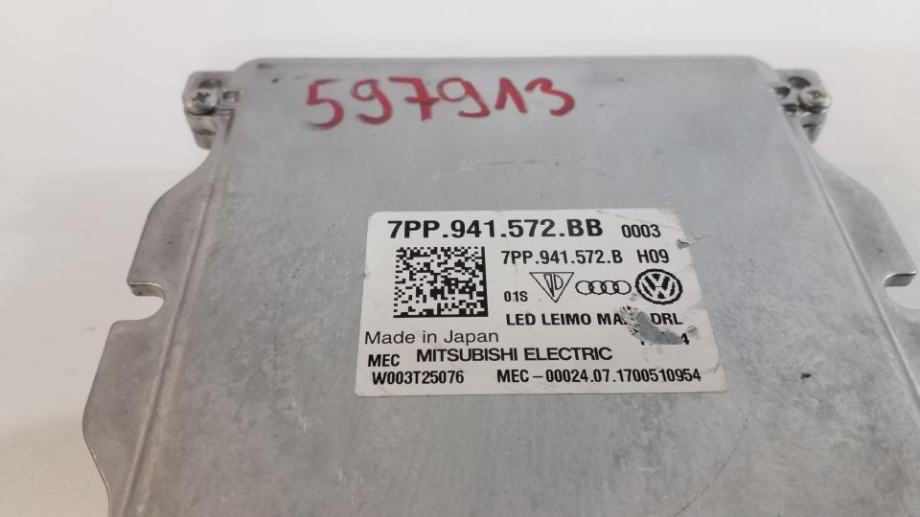 597913
7PP.941.572.BB 0003
7PP.941.572.B H09
01S
LED LEIMO DRL
Made in Japan
MEC MITSUBISHI ELECTRIC
W003T25076 MEC-00024.07.1700510954